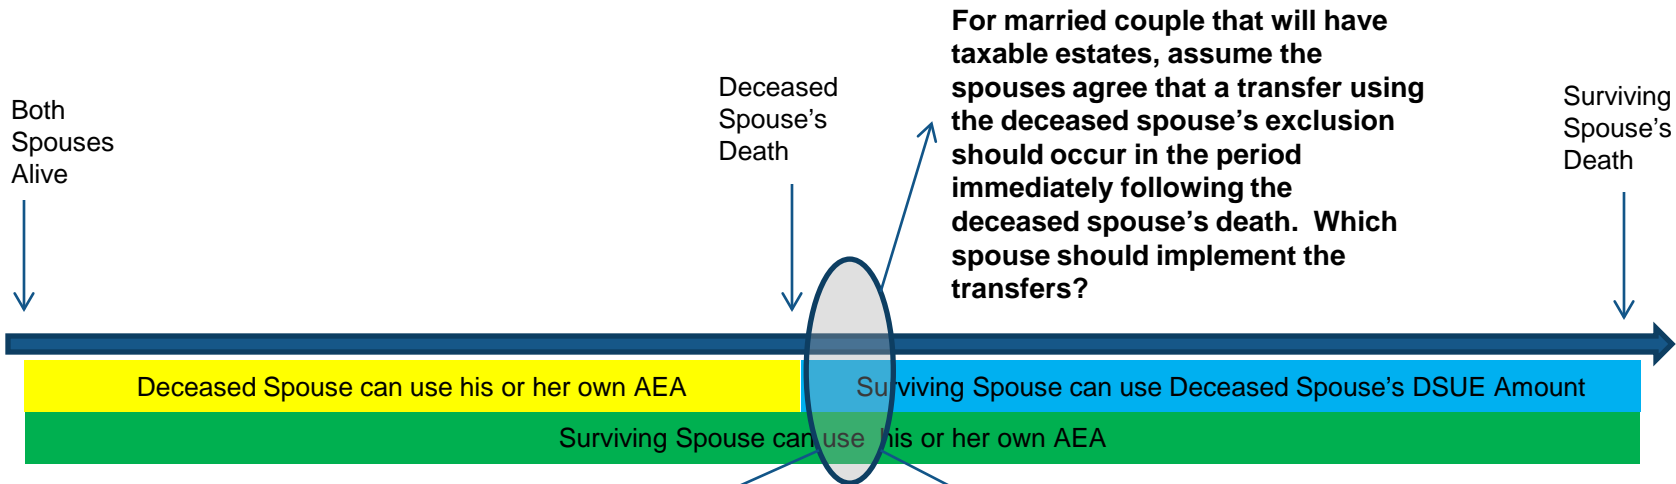 Both
Spouses
Alive
Deceased
Spouse's
Death
For married couple that will have
taxable estates, assume the
spouses agree that a transfer using
the deceased spouse's exclusion
should occur in the period
immediately following the
deceased spouse's death.  Which
spouse should implement the
transfers?
Surviving
Spouse's
Death
Deceased Spouse can use his or her own AEA
Surviving Spouse can use Deceased Spouse's DSUE Amount
Surviving Spouse can use his or her own AEA